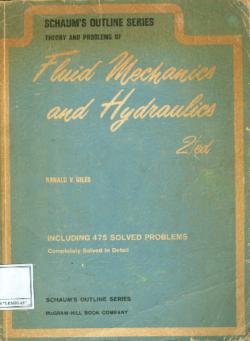 SCHAUM'S OUTLINE SERIES
THEORY AND PROBLEMS OF
Fluid Mechanics
and Hydraulics
2/ed
RANALD V. GILES
INCLUDING 475 SOLVED PROBLEMS
Completely Solved in Detail
SCHAUM'S OUTLINE SERIES
McGRAW-HILL BOOK COMPANY